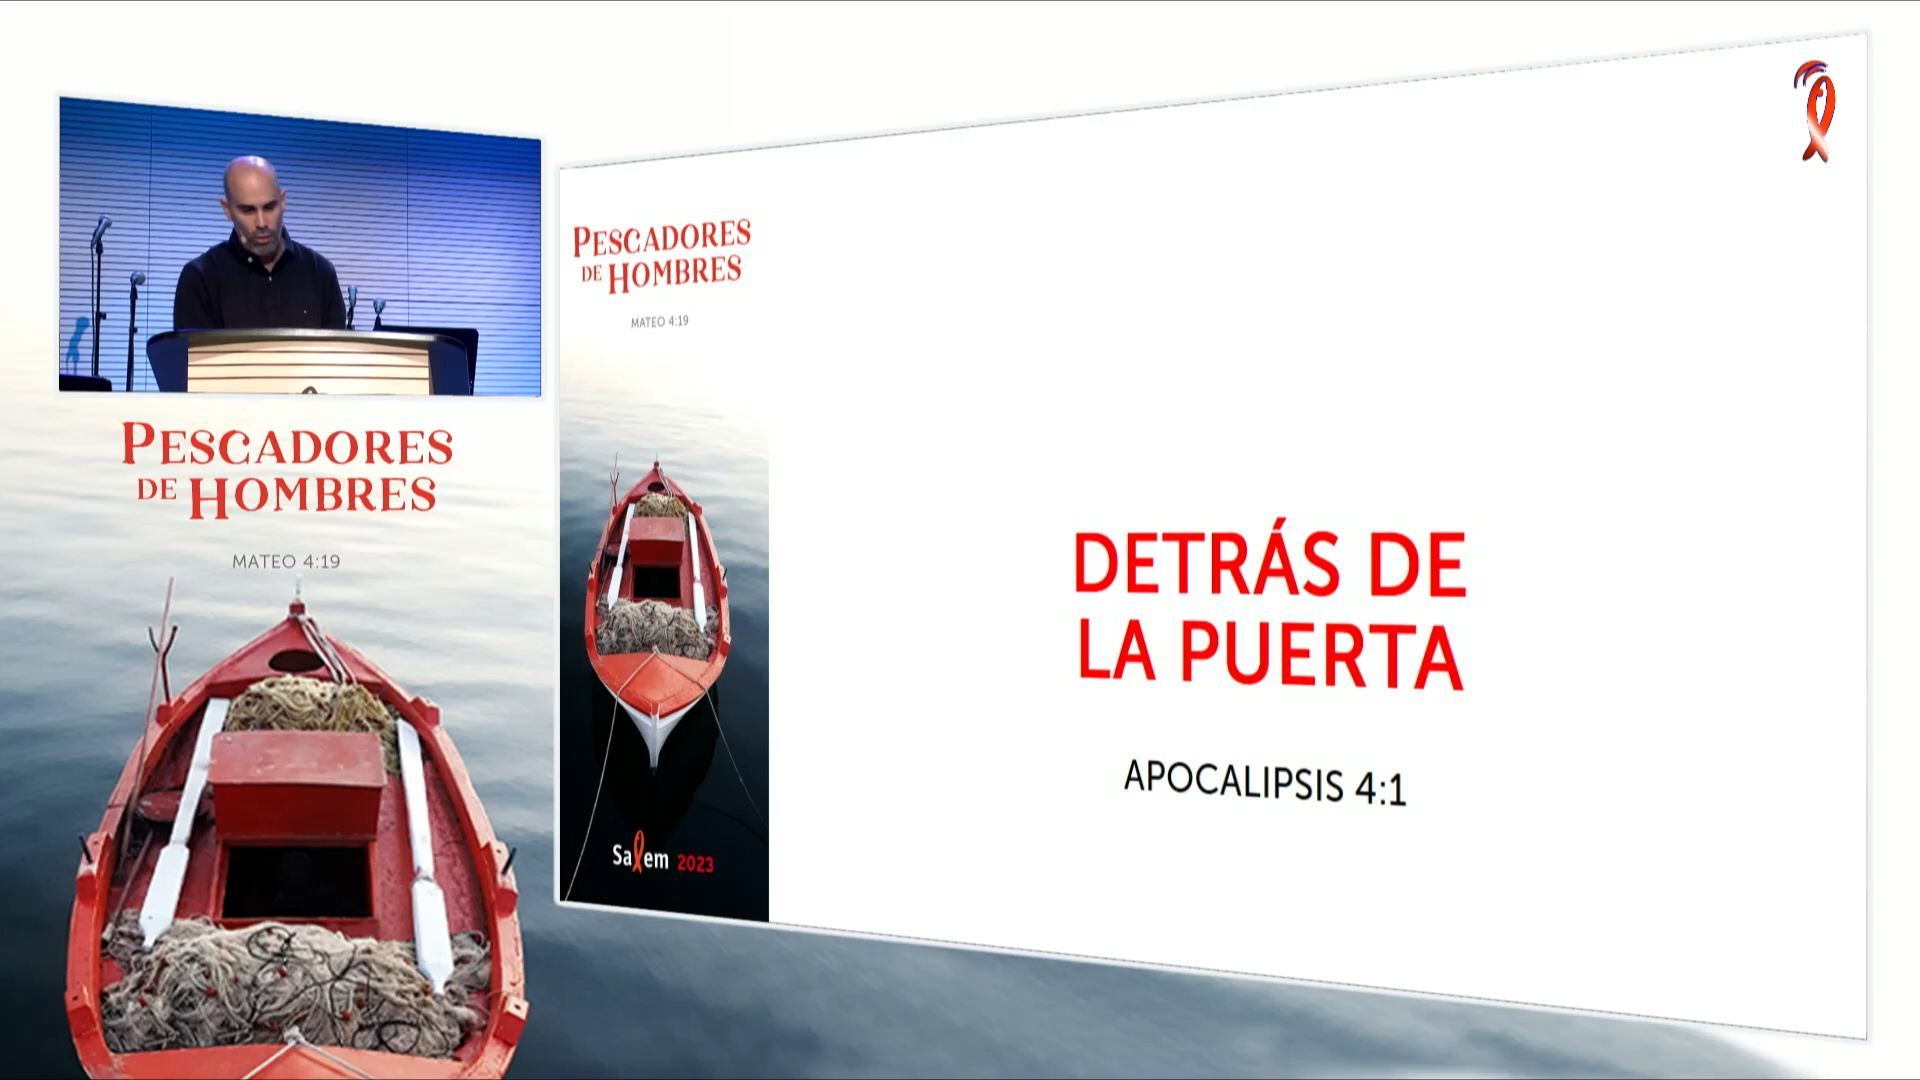 PESCADORES
DE HOMBRES
MATEO 4:19
PESCADORES
DE HOMBRES
MATEO 4:19
Salem 2023
DETRÁS DE
LA PUERTA
APOCALIPSIS 4:1